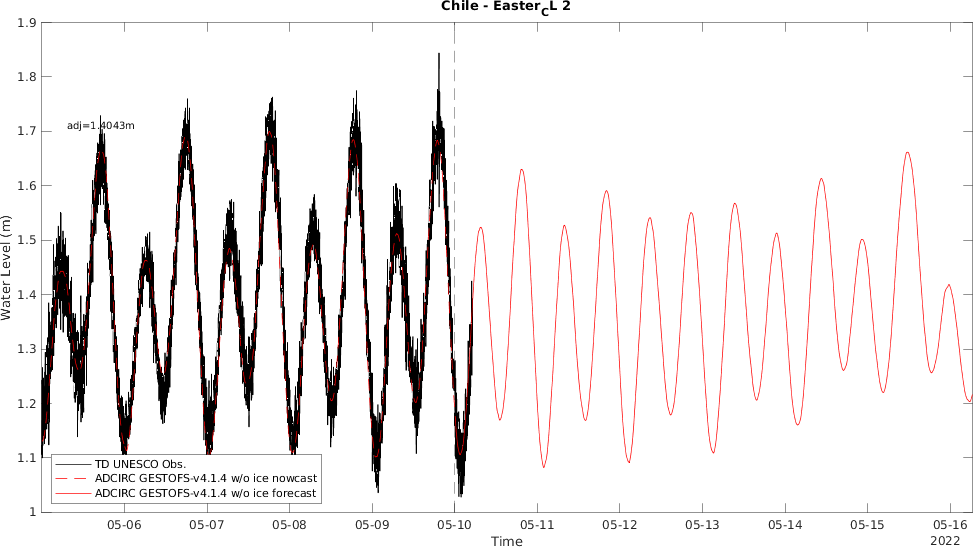 Chile - EasterCL 2
1.9
1.8
1.7
1.6
1.5
1.4
1.3
1.2
1.1
1
Water Level (m)
adj=1.4043m
TD UNESCO Obs.
ADCIRC GESTOFS-v4.1.4 w/o ice nowcast
ADCIRC GESTOFS-v4.1.4 w/o ice forecast
05-06 05-07 05-08 05-09 05-10 05-11 05-12 05-13 05-14 05-15 05-16
Time
2022